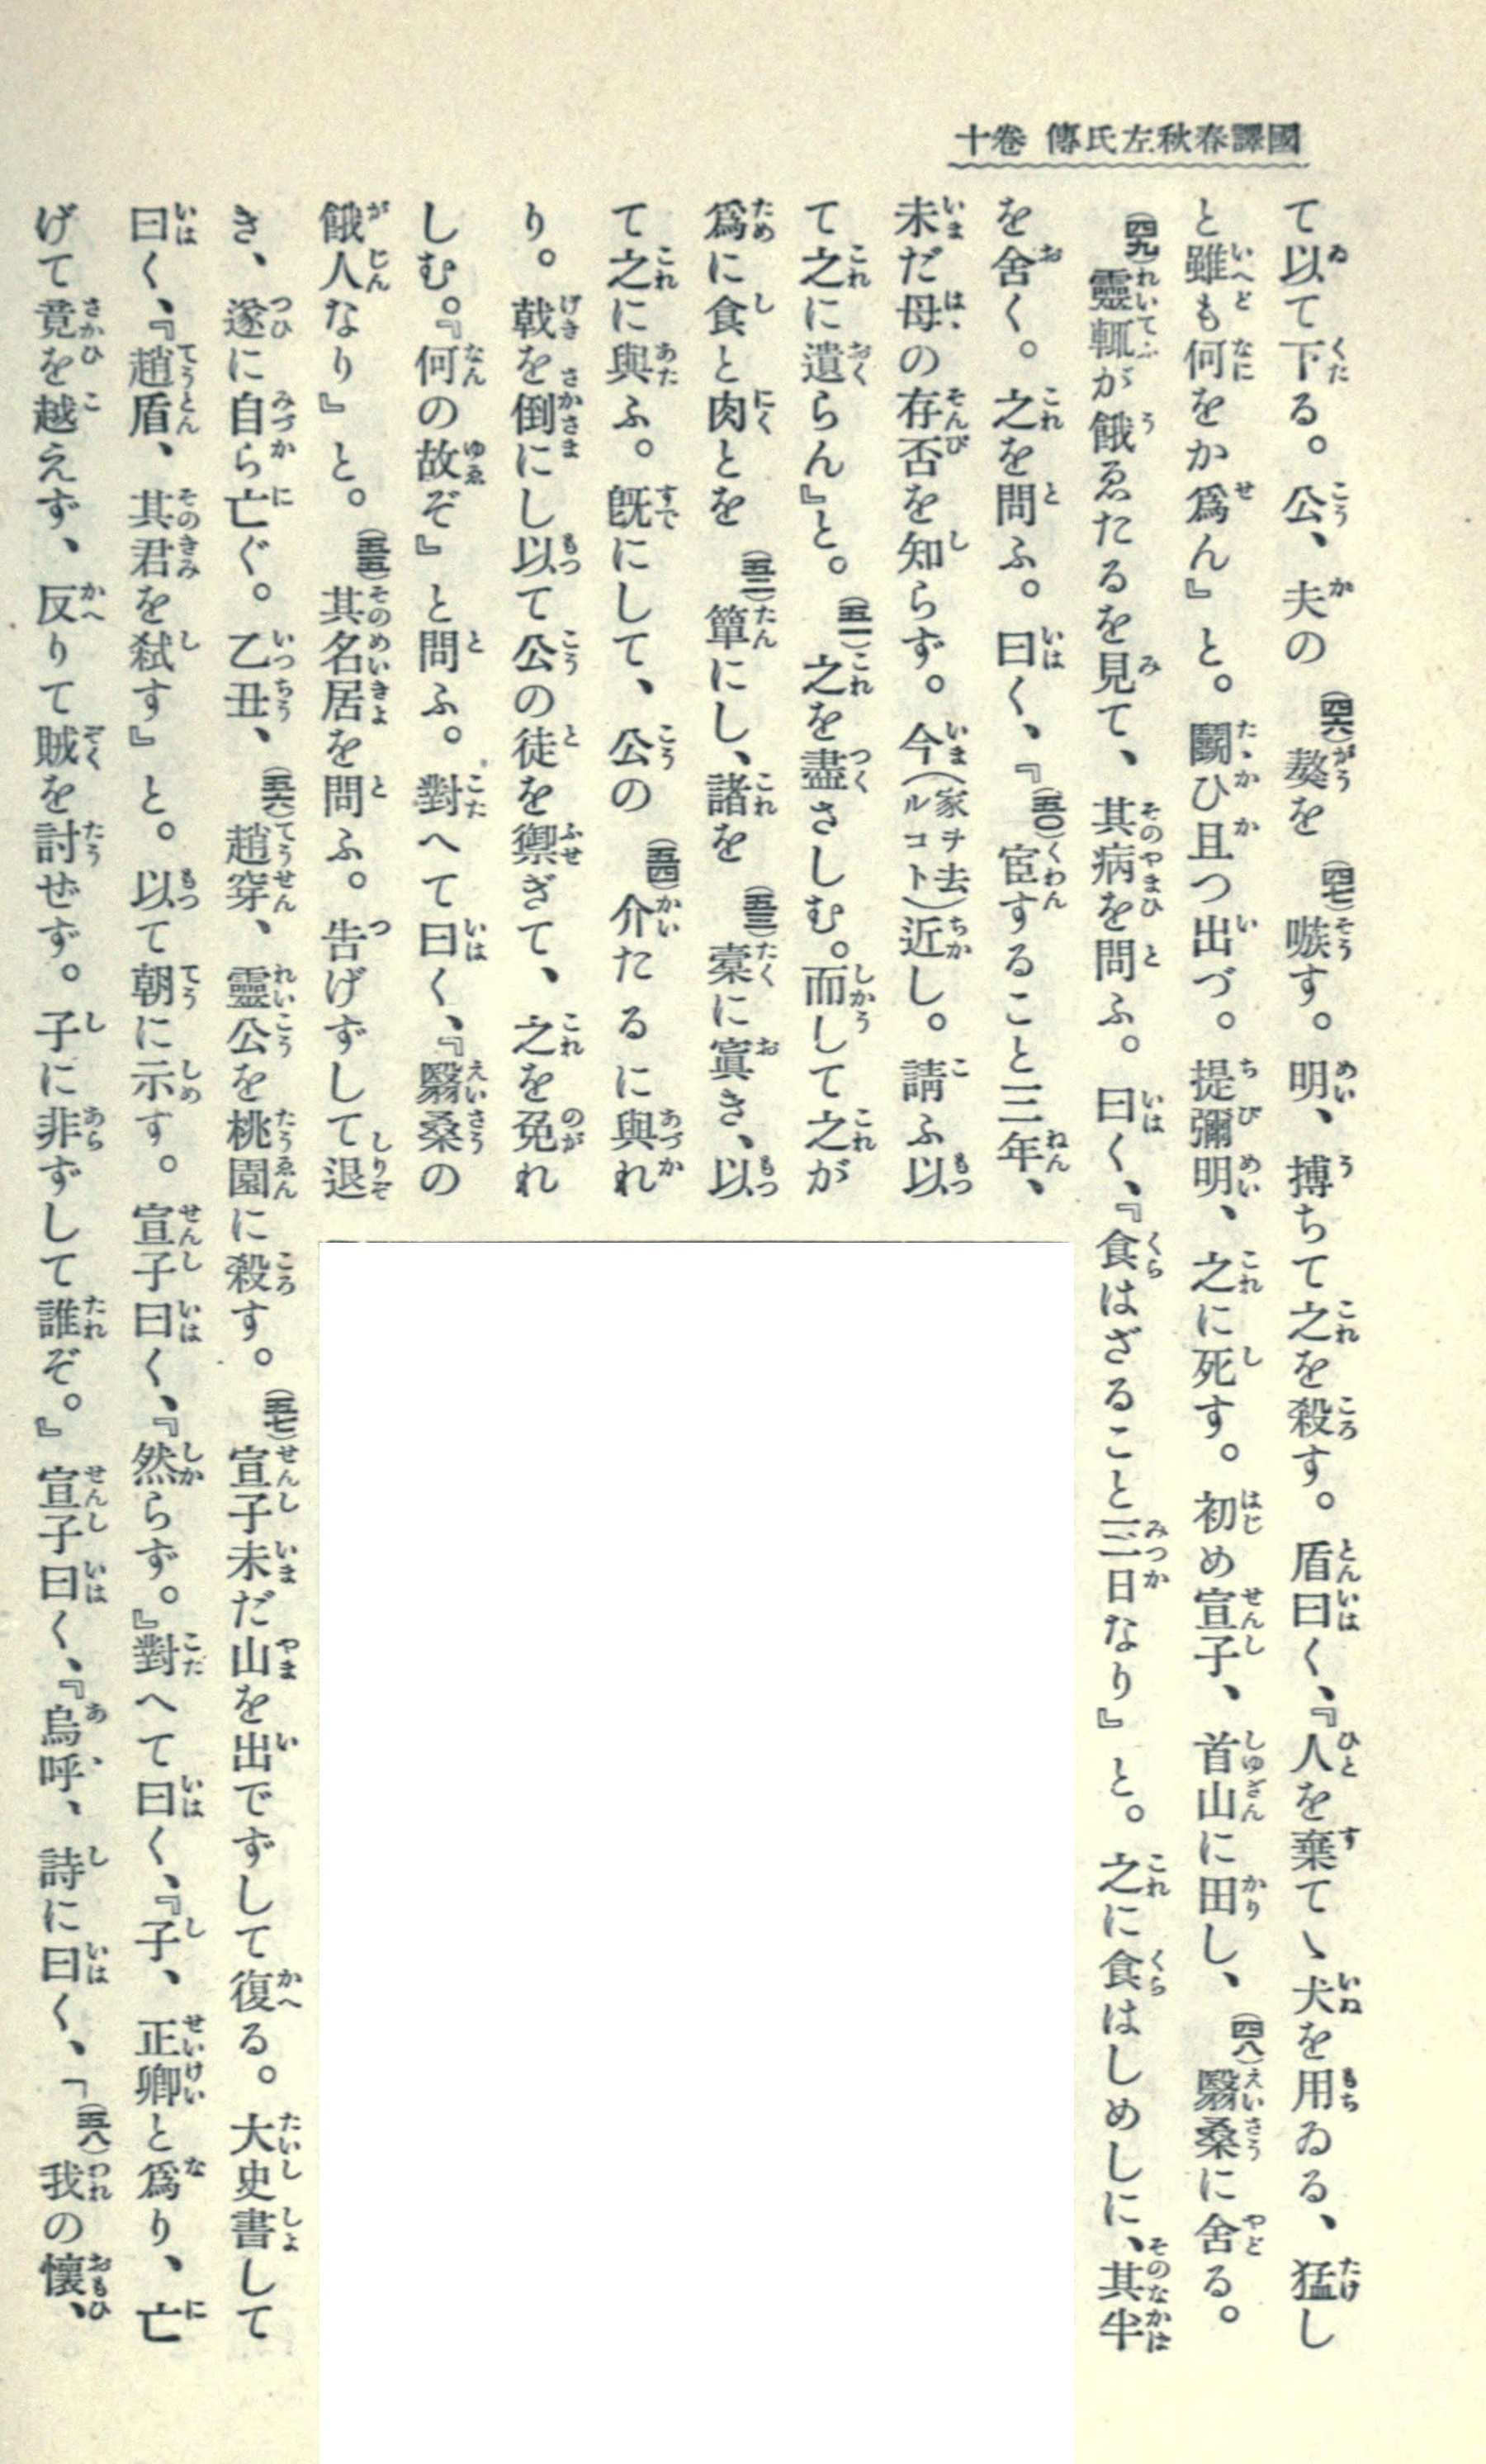 國譯春秋左氏傳 卷十
て以て下る。公、夫の(四六)獒を(四七)嗾す。明、搏ちて之を殺す。盾曰く、『人を棄てゝ犬を用ゐる、猛し
と雖も何をか爲ん』と。鬭ひ且つ出づ。提彌明、之に死す。初め宣子、首山に田し、(四八)翳桑に舍る。
(四九)靈輒が餓ゑたるを見て、其病を問ふ。曰く、『食はざること三日なり』と。之に食はしめしに、其半
を舍く。之を問ふ。曰く、『(五〇)宦すること三年、
未だ母の存否を知らず。今(家ヲ去ルコト)近し。請ふ以
て之に遺らん』と。(五一)之を盡さしむ。而して之が
爲に食と肉とを(五二)簞にし、諸を(五三)橐に寘き、以
て之に與ふ。既にして、公の(五四)介たるに與れ
り。戟を倒にし以て公の徒を禦ぎて、之を免れ
しむ。『何の故ぞ』と問ふ。對へて曰く、『翳桑の
餓人なり』と。(五五)其名居を問ふ。告げずして退
き、遂に自ら亡ぐ。乙丑、(五六)趙穿、靈公を桃園に殺す。(五七)宣子未だ山を出でずして復る。大史書して
曰く、『趙盾、其君を弑す』と。以て朝に示す。宣子曰く、『然らず。』對へて曰く、『子、正卿と爲り、亡
げて竟を越えず、反りて賊を討ぜず。子に非ずして誰ぞ。』宣子曰く、『烏呼、詩に曰く、「(五八)我の懷、